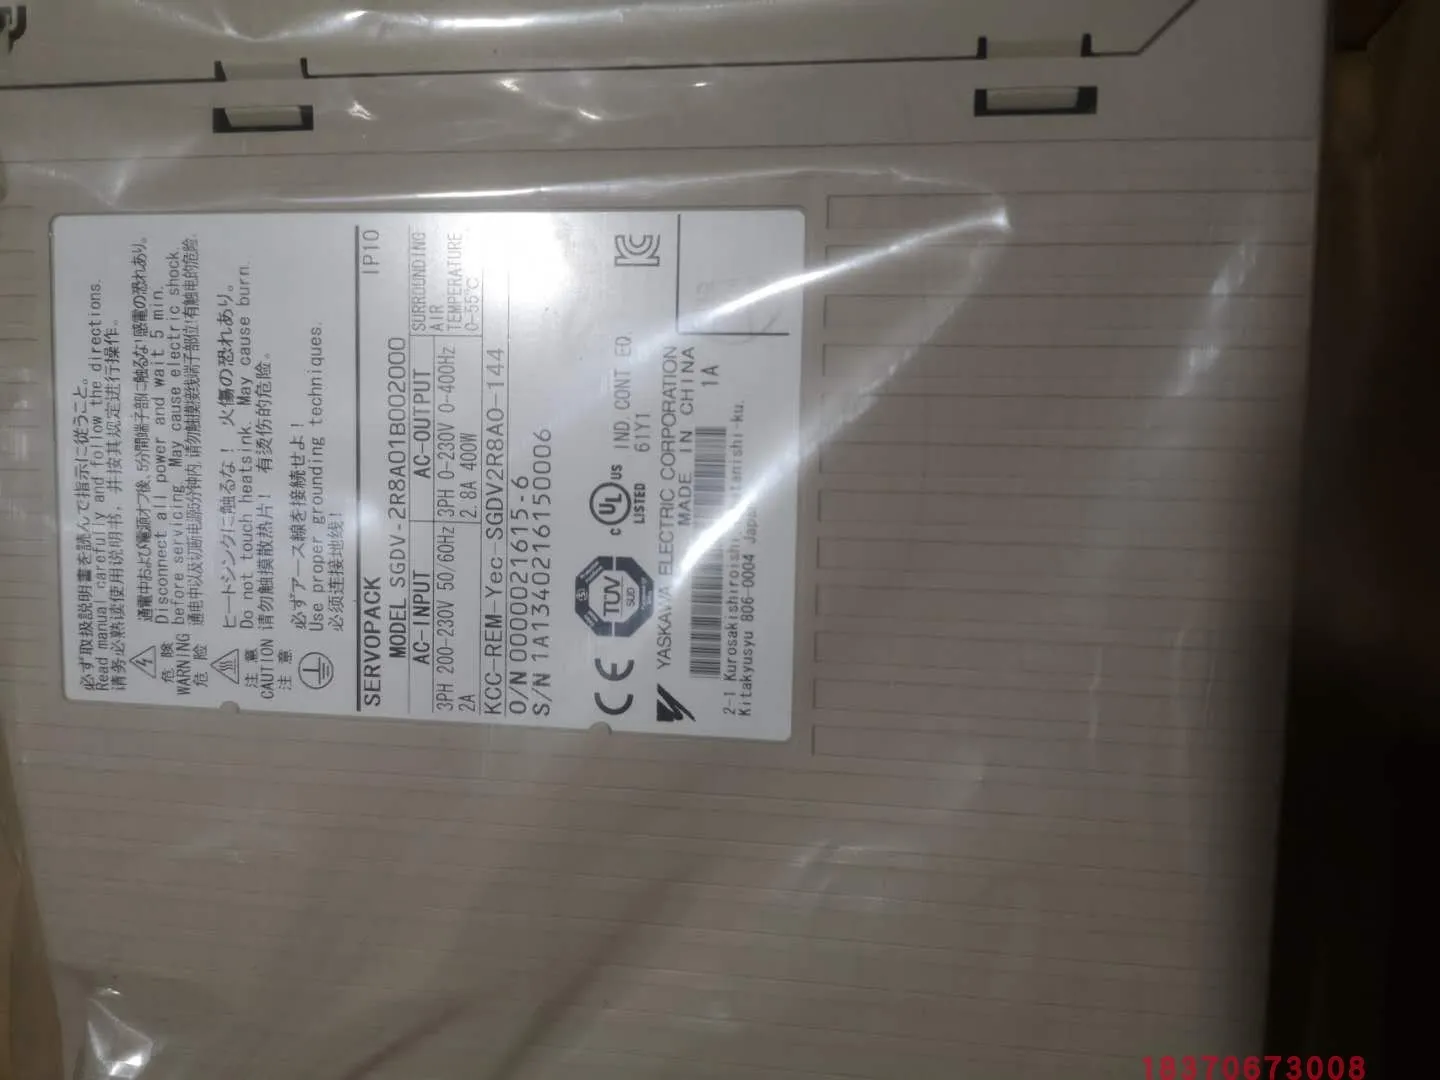 必ず取扱説明書を読んで指示に従うこと。
Read manual carefully and follow the directions.
请务必熟读使用说明书，并按其规定进行操作。
危険
WARNING
危险
通電中および電源オフ後、5分間端子部に触るな！感電の恐れあり。
Disconnect all power and wait 5 min.
before servicing. May cause electric shock.
通电中以及切断电源5分钟内,请勿触摸接线端子部位!有触电的危险.
注意
CAUTION
注意
ヒートシンクに触るな！ 火傷の恐れあり。
Do not touch heatsink. May cause burn.
请勿触摸散热片！ 有烫伤的危险。
必ずアース線を接続せよ！
Use proper grounding techniques.
必须连接地线！
SERVOPACK IP10
MODEL SGDV-2R8A01B002000
AC-INPUT AC-OUTPUT SURROUNDING
AIR
TEMPERATURE
0-55℃
3PH 200-230V 50/60Hz 3PH 0-230V 0-400Hz
2A 2.8A 400W
KCC-REM-Yec-SGDV2R8A0-144
O/N 0000021615-6
S/N 1A1340216150006
CE TÜV SÜD c UL US LISTED IND. CONT. EQ.
61Y1
YASKAWA ELECTRIC CORPORATION
MADE IN CHINA
1A
2-1 Kurosakishiroishi,
Kitakyusyu 806-0004 Japan
18370673008